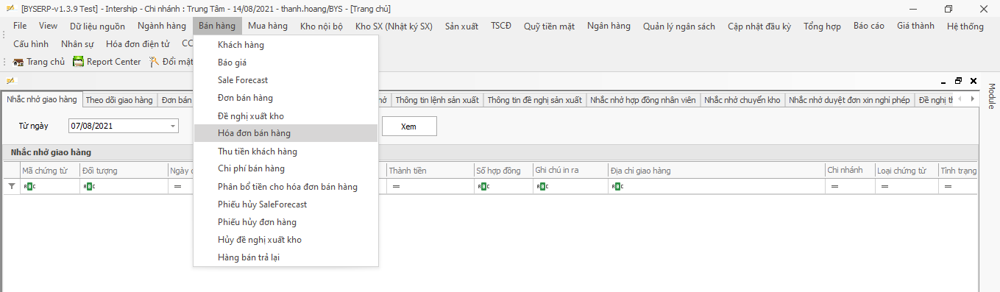 [BYSERP-v1.3.9 Test] - Intership - Chi nhánh : Trung Tâm - 14/08/2021 - thanh.hoang/BYS - [Trang chủ]
File View Dữ liệu nguồn Ngành hàng Bán hàng Mua hàng Kho nội bộ Kho SX (Nhật ký SX) Sản xuất TSCĐ Quỹ tiền mặt Ngân hàng Quản lý ngân sách Cập nhật đầu kỳ Tổng hợp Báo cáo Giá thành Hệ thống
Cấu hình Nhân sự Hóa đơn điện tử
Trang chủ Report Center Đổi mật
Khách hàng
Báo giá
Sale Forecast
Đơn bán hàng
Đề nghị xuất kho
Hóa đơn bán hàng
Thu tiền khách hàng
Chi phí bán hàng
Phân bổ tiền cho hóa đơn bán hàng
Phiếu hủy SaleForecast
Phiếu hủy đơn hàng
Hủy đề nghị xuất kho
Hàng bán trả lại
Nhắc nhở giao hàng Theo dõi giao hàng Đơn bán Thông tin lệnh sản xuất Thông tin đề nghị sản xuất Nhắc nhở hợp đồng nhân viên Nhắc nhở chuyển kho Nhắc nhở duyệt đơn xin nghỉ phép Đề nghị
Module
Từ ngày 07/08/2021 Xem
Nhắc nhở giao hàng
Mã chứng từ Đối tượng Ngày Thành tiền Số hợp đồng Ghi chú in ra Địa chỉ giao hàng Chi nhánh Loại chứng từ Tình trạng
ABC ABC = = ABC ABC ABC = = =